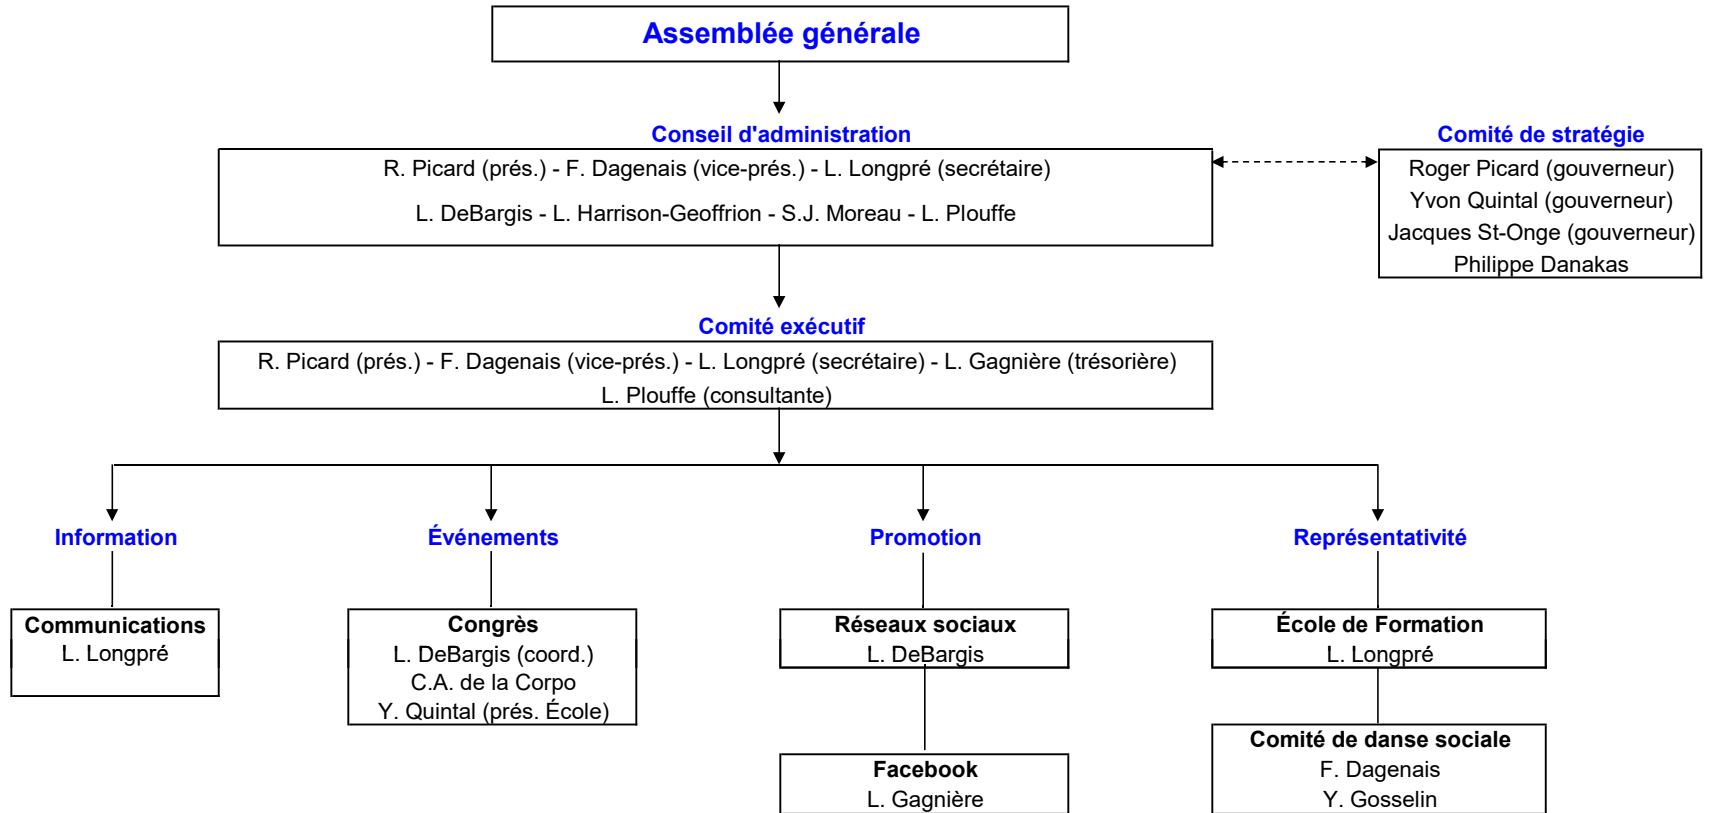 Assemblée générale
Conseil d'administration
Comité de stratégie
R. Picard (prés.) - F. Dagenais (vice-prés.) - L. Longpré (secrétaire)
L. DeBargis - L. Harrison-Geoffrion - S.J. Moreau - L. Plouffe
Roger Picard (gouverneur)
Yvon Quintal (gouverneur)
Jacques St-Onge (gouverneur)
Philippe Danakas
Comité exécutif
R. Picard (prés.) - F. Dagenais (vice-prés.) - L. Longpré (secrétaire) - L. Gagnière (trésorière)
L. Plouffe (consultante)
Information
Événements
Promotion
Représentativité
Communications
L. Longpré
Congrès
L. DeBargis (coord.)
C.A. de la Corpo
Y. Quintal (prés. École)
Réseaux sociaux
L. DeBargis
École de Formation
L. Longpré
Facebook
L. Gagnière
Comité de danse sociale
F. Dagenais
Y. Gosselin